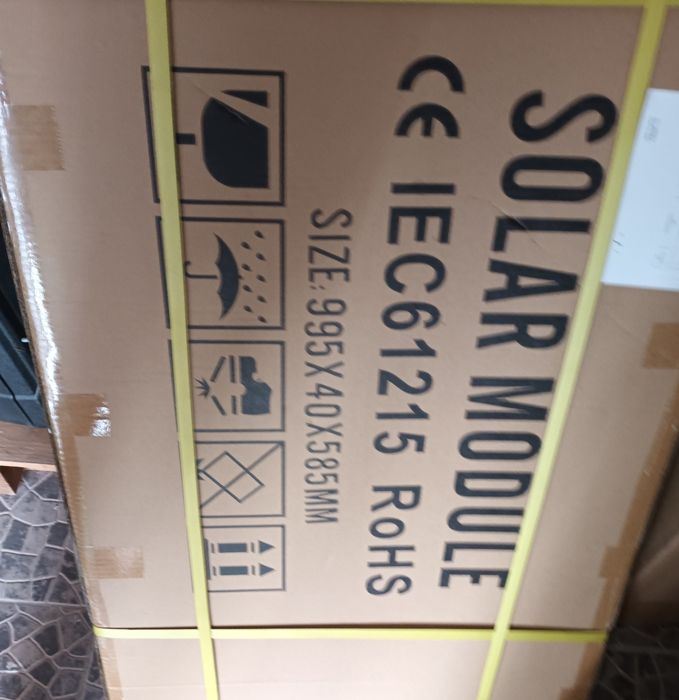 SOLAR MODULE
CE IEC61215 RoHS
SIZE:995X40X585MM